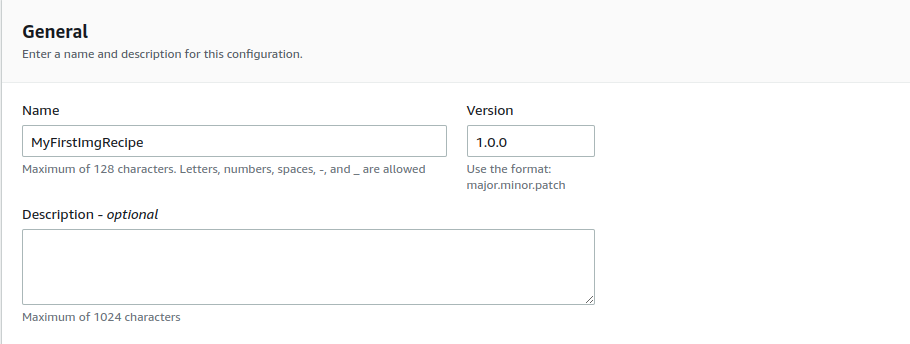 General
Enter a name and description for this configuration.
Name
Version
MyFirstImgRecipe
1.0.0
Maximum of 128 characters. Letters, numbers, spaces, -, and _ are allowed
Use the format:
major.minor.patch
Description - optional
Maximum of 1024 characters